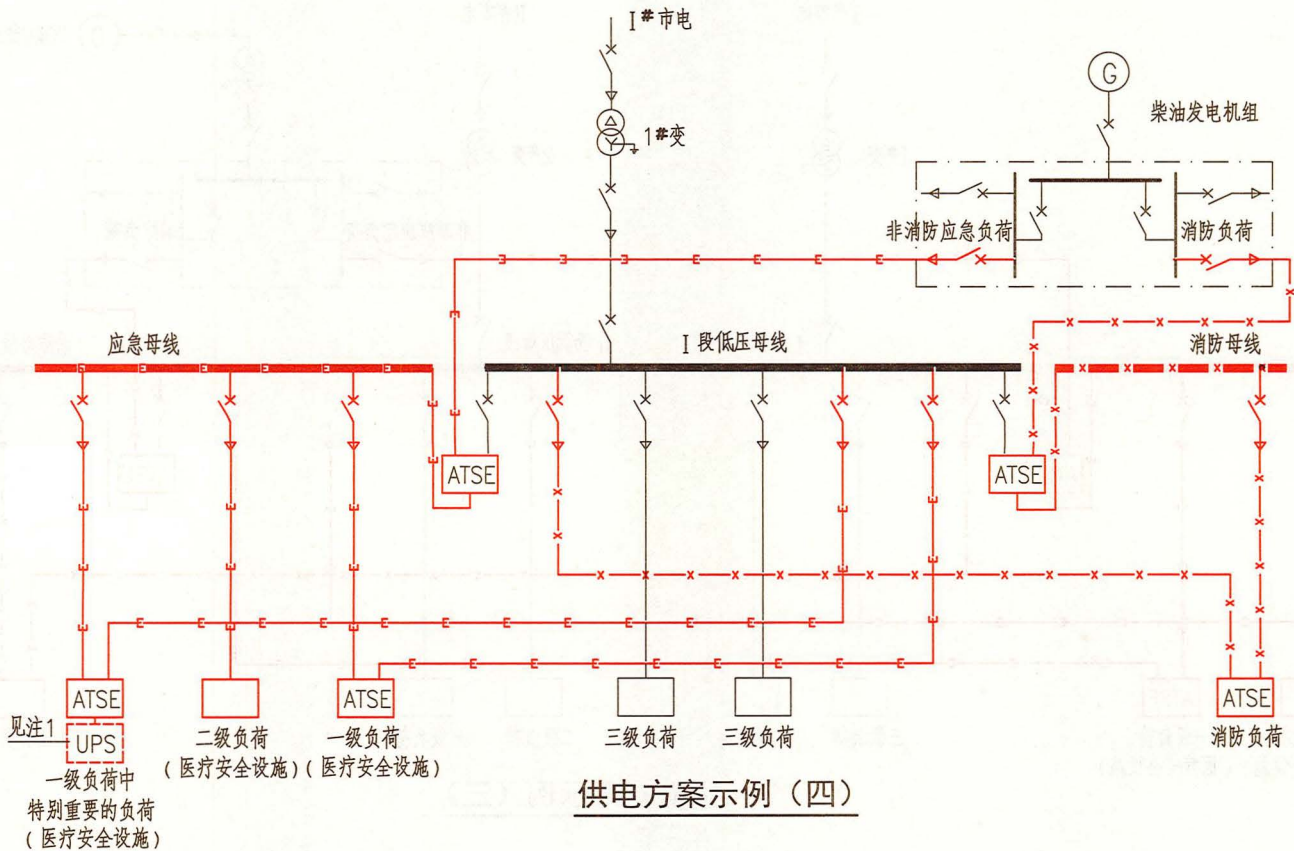 Ⅰ#市电
G
柴油发电机组
1#变
非消防应急负荷
消防负荷
应急母线
Ⅰ段低压母线
消防母线
ATSE
ATSE
ATSE
ATSE
ATSE
见注1
UPS
二级负荷
(医疗安全设施)
一级负荷
(医疗安全设施)
三级负荷
三级负荷
消防负荷
一级负荷中
特别重要的负荷
(医疗安全设施)
供电方案示例(四)